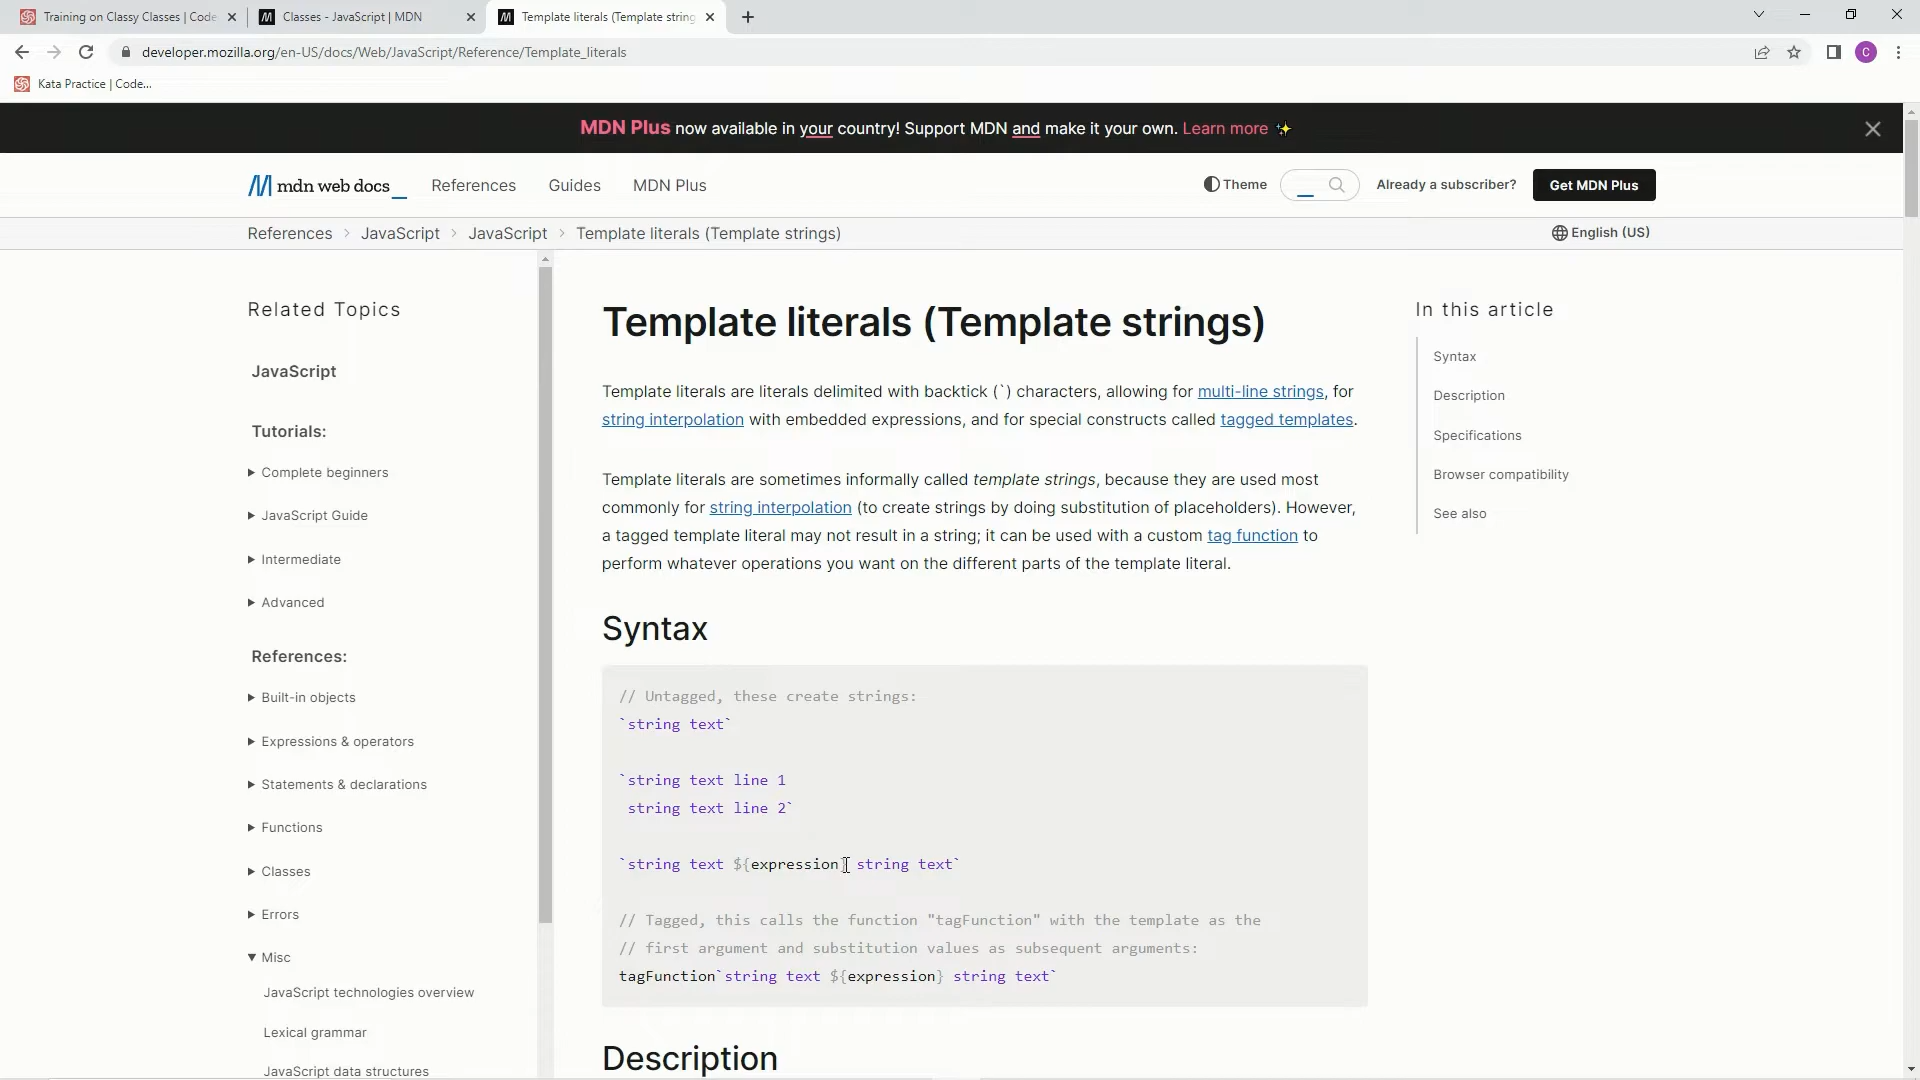 Training on Classy Classes | Code
Classes - JavaScript | MDN
Template literals (Template string
developer.mozilla.org/en-US/docs/Web/JavaScript/Reference/Template_literals
C
Kata Practice | Code...
MDN Plus now available in your country! Support MDN and make it your own. Learn more ✨
mdn web docs_
References
Guides
MDN Plus
Theme
Already a subscriber?
Get MDN Plus
References > JavaScript > JavaScript > Template literals (Template strings)
English (US)
Related Topics
JavaScript
Tutorials:
Complete beginners
JavaScript Guide
Intermediate
Advanced
References:
Built-in objects
Expressions & operators
Statements & declarations
Functions
Classes
Errors
Misc
JavaScript technologies overview
Lexical grammar
JavaScript data structures
Template literals (Template strings)
Template literals are literals delimited with backtick (`) characters, allowing for multi-line strings, for
string interpolation with embedded expressions, and for special constructs called tagged templates.
Template literals are sometimes informally called template strings, because they are used most
commonly for string interpolation (to create strings by doing substitution of placeholders). However,
a tagged template literal may not result in a string; it can be used with a custom tag function to
perform whatever operations you want on the different parts of the template literal.
Syntax
// Untagged, these create strings:
`string text`
`string text line 1
 string text line 2`
`string text ${expression} string text`
// Tagged, this calls the function "tagFunction" with the template as the
// first argument and substitution values as subsequent arguments:
tagFunction`string text ${expression} string text`
Description
In this article
Syntax
Description
Specifications
Browser compatibility
See also